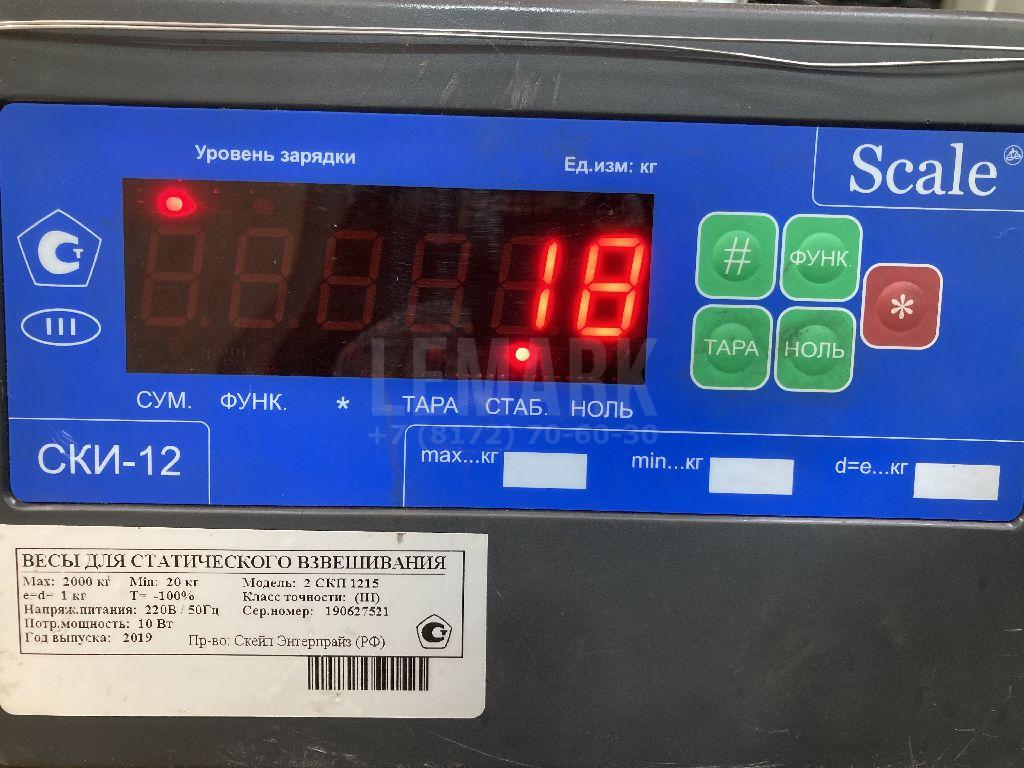 Уровень зарядки
Ед.изм: кг
Scale
18
#
ФУНК.
*
ТАРА
НОЛЬ
III
СУМ. ФУНК. * ТАРА СТАБ. НОЛЬ
LEMARK
+7 (8172) 70-60-30
СКИ-12
max...кг
min...кг
d=e...кг
ВЕСЫ ДЛЯ СТАТИЧЕСКОГО ВЗВЕШИВАНИЯ
Max: 2000 кг Min: 20 кг Модель: 2 СКП 1215
e=d= 1 кг T= -100% Класс точности: (III)
Напряж.питания: 220В / 50Гц Сер.номер: 190627521
Потр.мощность: 10 Вт
Год выпуска: 2019 Пр-во: Скейл Энтерпрайз (РФ)